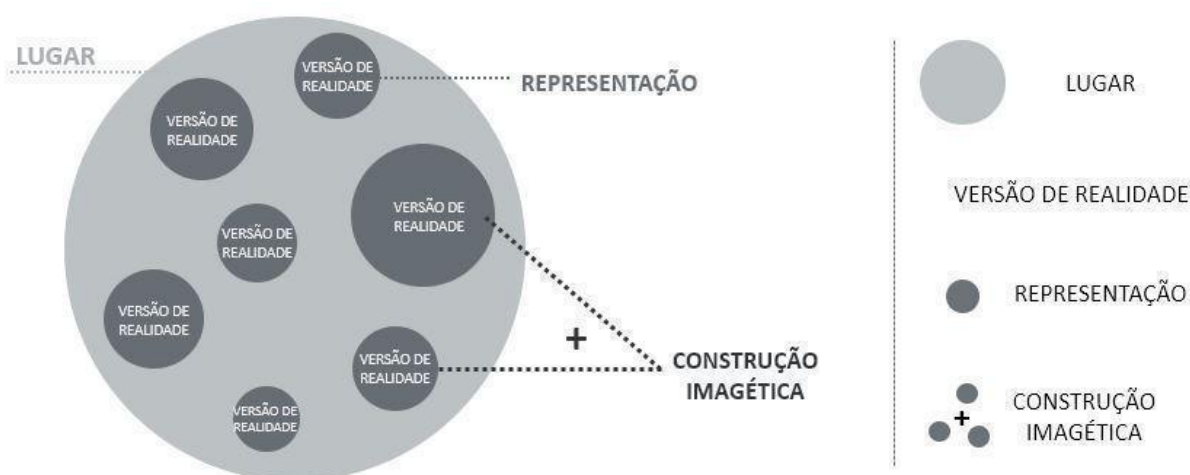 LUGAR
VERSÃO DE
REALIDADE
REPRESENTAÇÃO
VERSÃO DE
REALIDADE
VERSÃO DE
REALIDADE
VERSÃO DE
REALIDADE
VERSÃO DE
REALIDADE
+
VERSÃO DE
REALIDADE
CONSTRUÇÃO
IMAGÉTICA
VERSÃO DE
REALIDADE
LUGAR
VERSÃO DE REALIDADE
REPRESENTAÇÃO
+
CONSTRUÇÃO
IMAGÉTICA